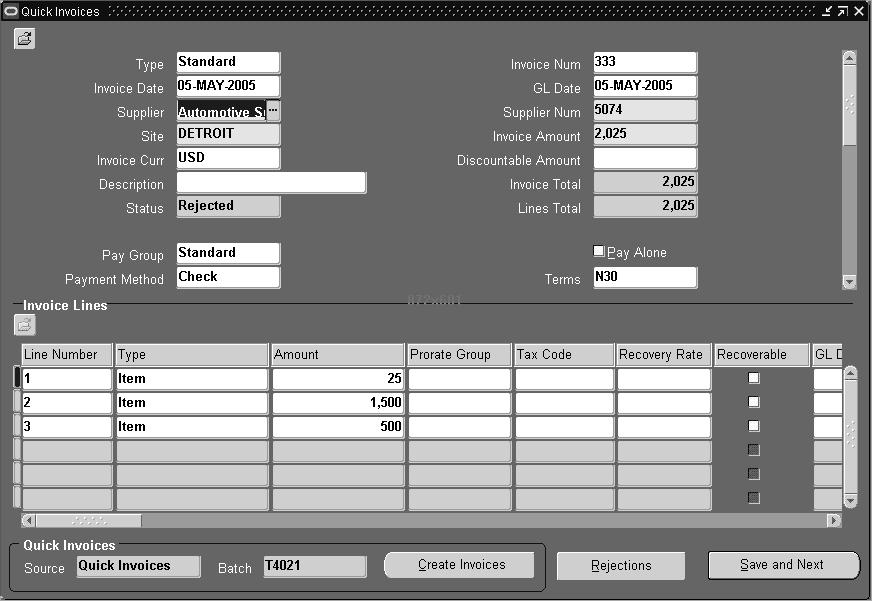 Quick Invoices
Type Standard Invoice Num 333
Invoice Date 05-MAY-2005 GL Date 05-MAY-2005
Supplier Automotive S ... Supplier Num 5074
Site DETROIT Invoice Amount 2,025
Invoice Curr USD Discountable Amount
Description Invoice Total 2,025
Status Rejected Lines Total 2,025
Pay Group Standard Pay Alone
Payment Method Check Terms N30
872x601
Invoice Lines
Line Number Type Amount Prorate Group Tax Code Recovery Rate Recoverable GL D
1 Item 25
2 Item 1,500
3 Item 500
Quick Invoices
Source Quick Invoices Batch T4021 Create Invoices Rejections Save and Next